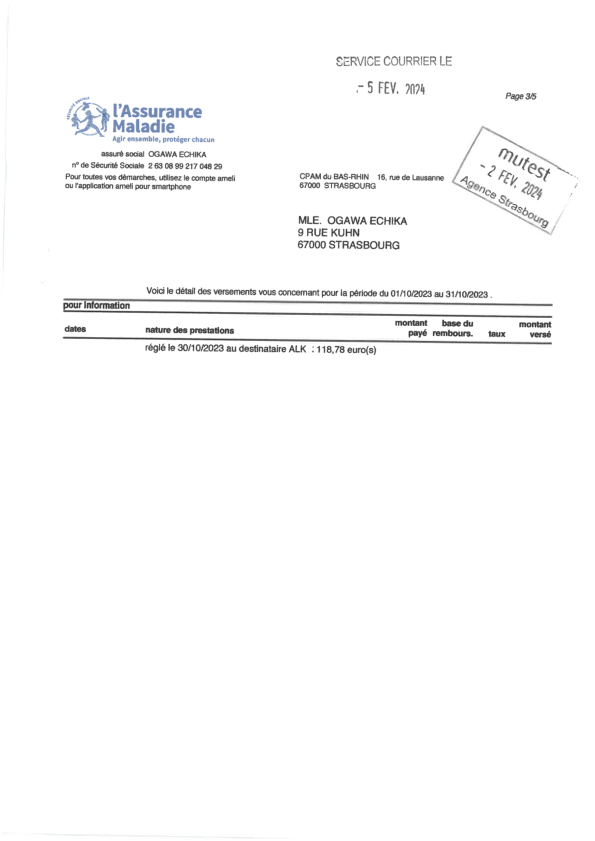 SERVICE COURRIER LE
- 5 FEV. 2024
Page 3/5
l'Assurance
Maladie
Agir ensemble, protéger chacun
mutest
- 2 FEV. 2024
Agence Strasbourg
assuré social OGAWA ECHIKA
n° de Sécurité Sociale 2 63 08 99 217 048 29
Pour toutes vos démarches, utilisez le compte ameli
ou l'application ameli pour smartphone
CPAM du BAS-RHIN 16, rue de Lausanne
67000 STRASBOURG
MLE. OGAWA ECHIKA
9 RUE KUHN
67000 STRASBOURG
Voici le détail des versements vous concernant pour la période du 01/10/2023 au 31/10/2023 .
pour information
dates nature des prestations montant payé base du rembours. taux montant versé
réglé le 30/10/2023 au destinataire ALK : 118,78 euro(s)